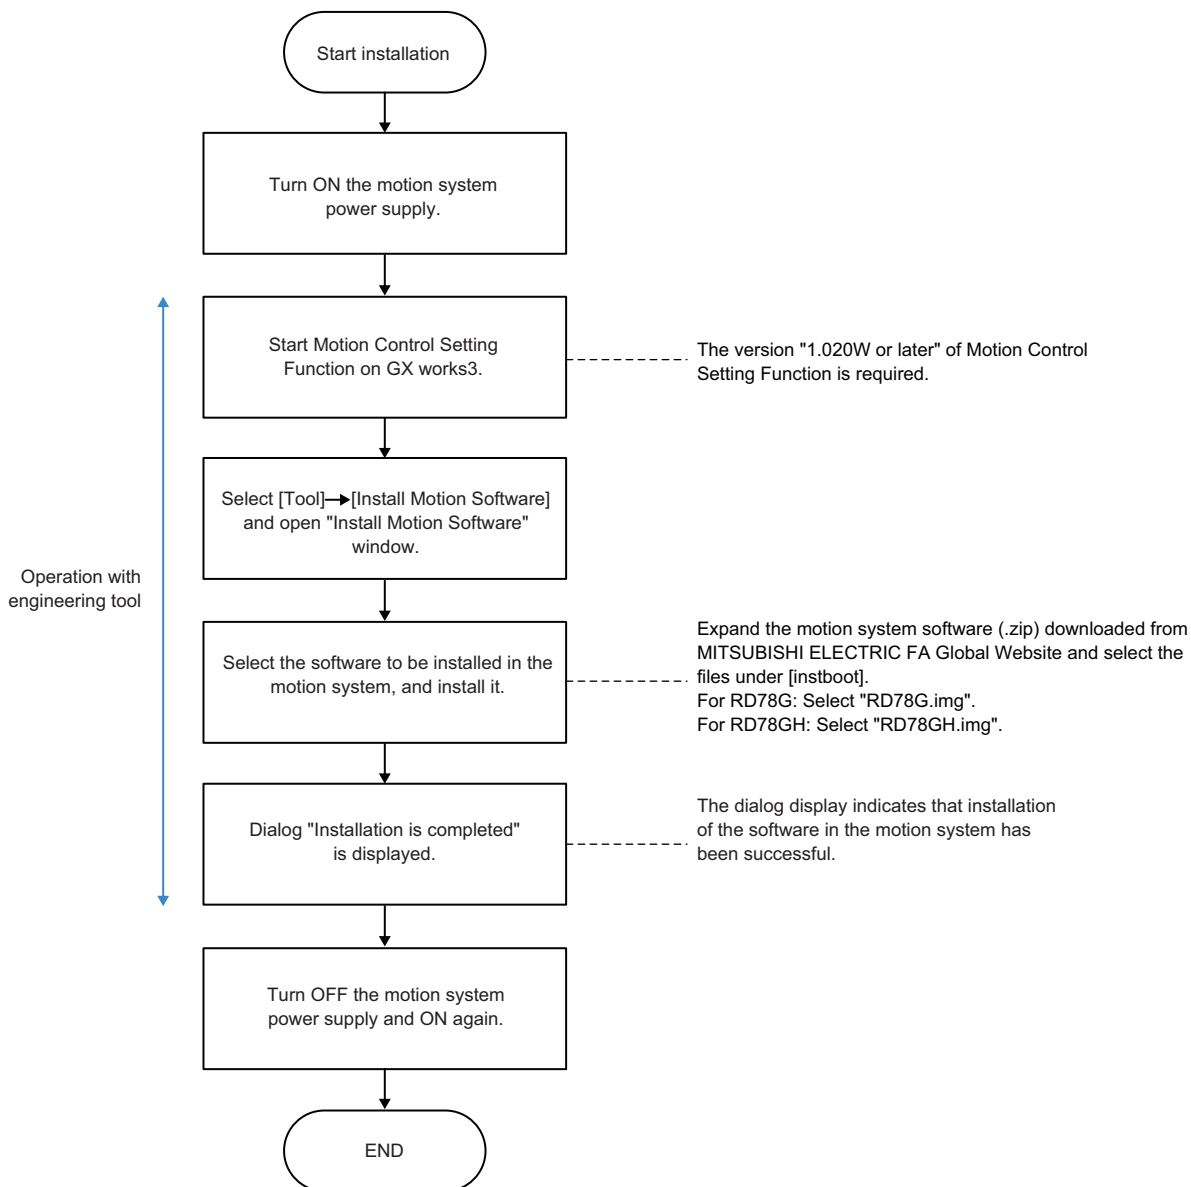 Start installation
Turn ON the motion system
power supply.
Start Motion Control Setting
Function on GX works3.
The version "1.020W or later" of Motion Control
Setting Function is required.
Select [Tool]→[Install Motion Software]
and open "Install Motion Software"
window.
Operation with
engineering tool
Select the software to be installed in the
motion system, and install it.
Expand the motion system software (.zip) downloaded from
MITSUBISHI ELECTRIC FA Global Website and select the
files under [instboot].
For RD78G: Select "RD78G.img".
For RD78GH: Select "RD78GH.img".
Dialog "Installation is completed"
is displayed.
The dialog display indicates that installation
of the software in the motion system has
been successful.
Turn OFF the motion system
power supply and ON again.
END